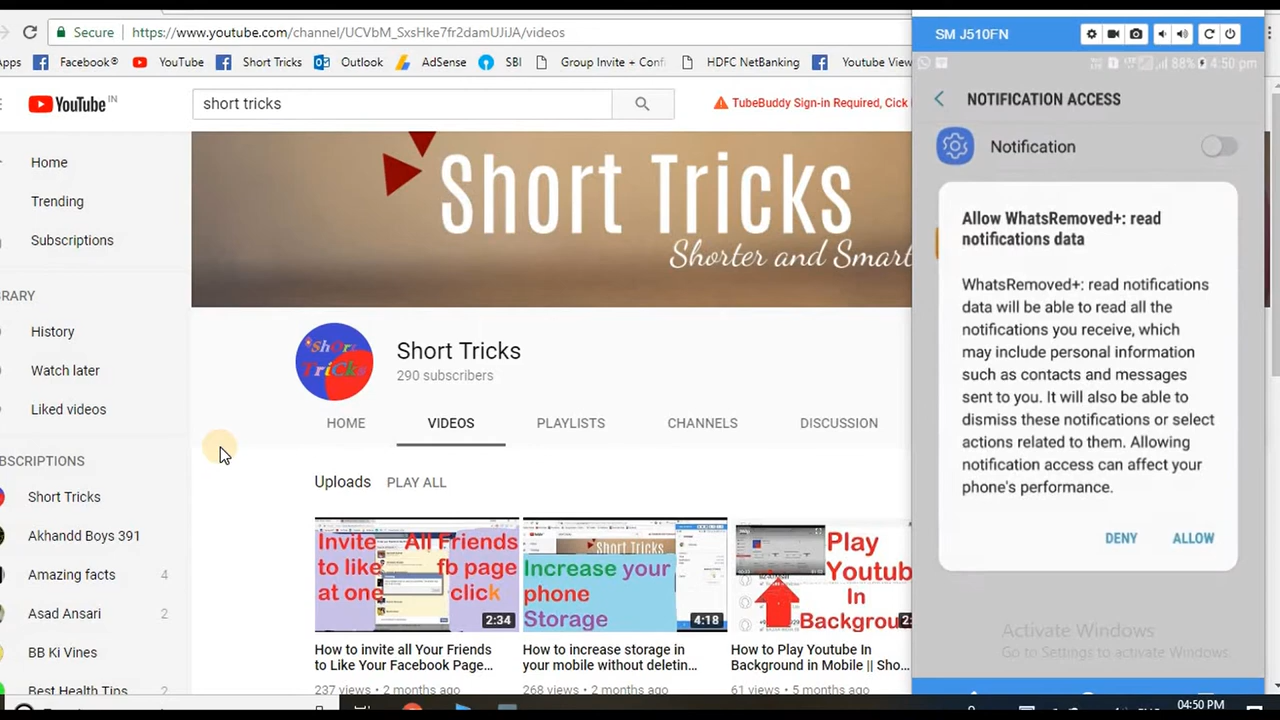 Secure
https://www.youtube.com/channel/UCVbM_SxsHke7fr2damUJiJA/videos
Apps Facebook® YouTube Short Tricks Outlook AdSense SBI Group Invite + Conf HDFC NetBanking Youtube View
YouTube IN
short tricks
TubeBuddy Sign-in Required, Click
Home
Trending
Subscriptions
History
Watch later
Liked videos
Short Tricks
Akhandd Boys 391
Amazing facts 4
Asad Ansari 2
BB Ki Vines
Best Health Tips 2
Short Tricks
Shorter and Smart
Short Tricks
Short Tricks
290 subscribers
HOME VIDEOS PLAYLISTS CHANNELS DISCUSSION
Uploads PLAY ALL
Invite All Friends
to like fb page
at one click
2:34
How to invite all Your Friends
to Like Your Facebook Page...
237 views • 2 months ago
Increase your
phone
Storage
4:18
How to increase storage in
your mobile without deletin...
268 views • 2 months ago
Play
Youtub
In
Backgrou
2:
How to Play Youtube In
Background in Mobile || Sho...
61 views • 5 months ago
SM J510FN
88% 4:50 pm
NOTIFICATION ACCESS
Notification
Allow WhatsRemoved+: read
notifications data
WhatsRemoved+: read notifications
data will be able to read all the
notifications you receive, which
may include personal information
such as contacts and messages
sent to you. It will also be able to
dismiss these notifications or select
actions related to them. Allowing
notification access can affect your
phone's performance.
DENY ALLOW
Activate Windows
Go to Settings to activate Windows.
04:50 PM